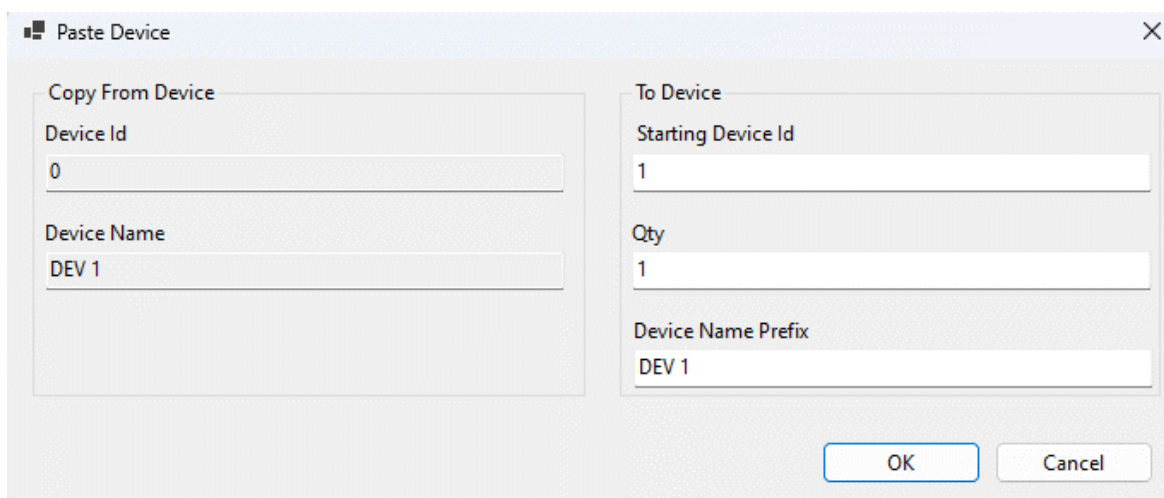 Paste Device
Copy From Device
Device Id
0
Device Name
DEV 1
To Device
Starting Device Id
1
Qty
1
Device Name Prefix
DEV 1
OK
Cancel